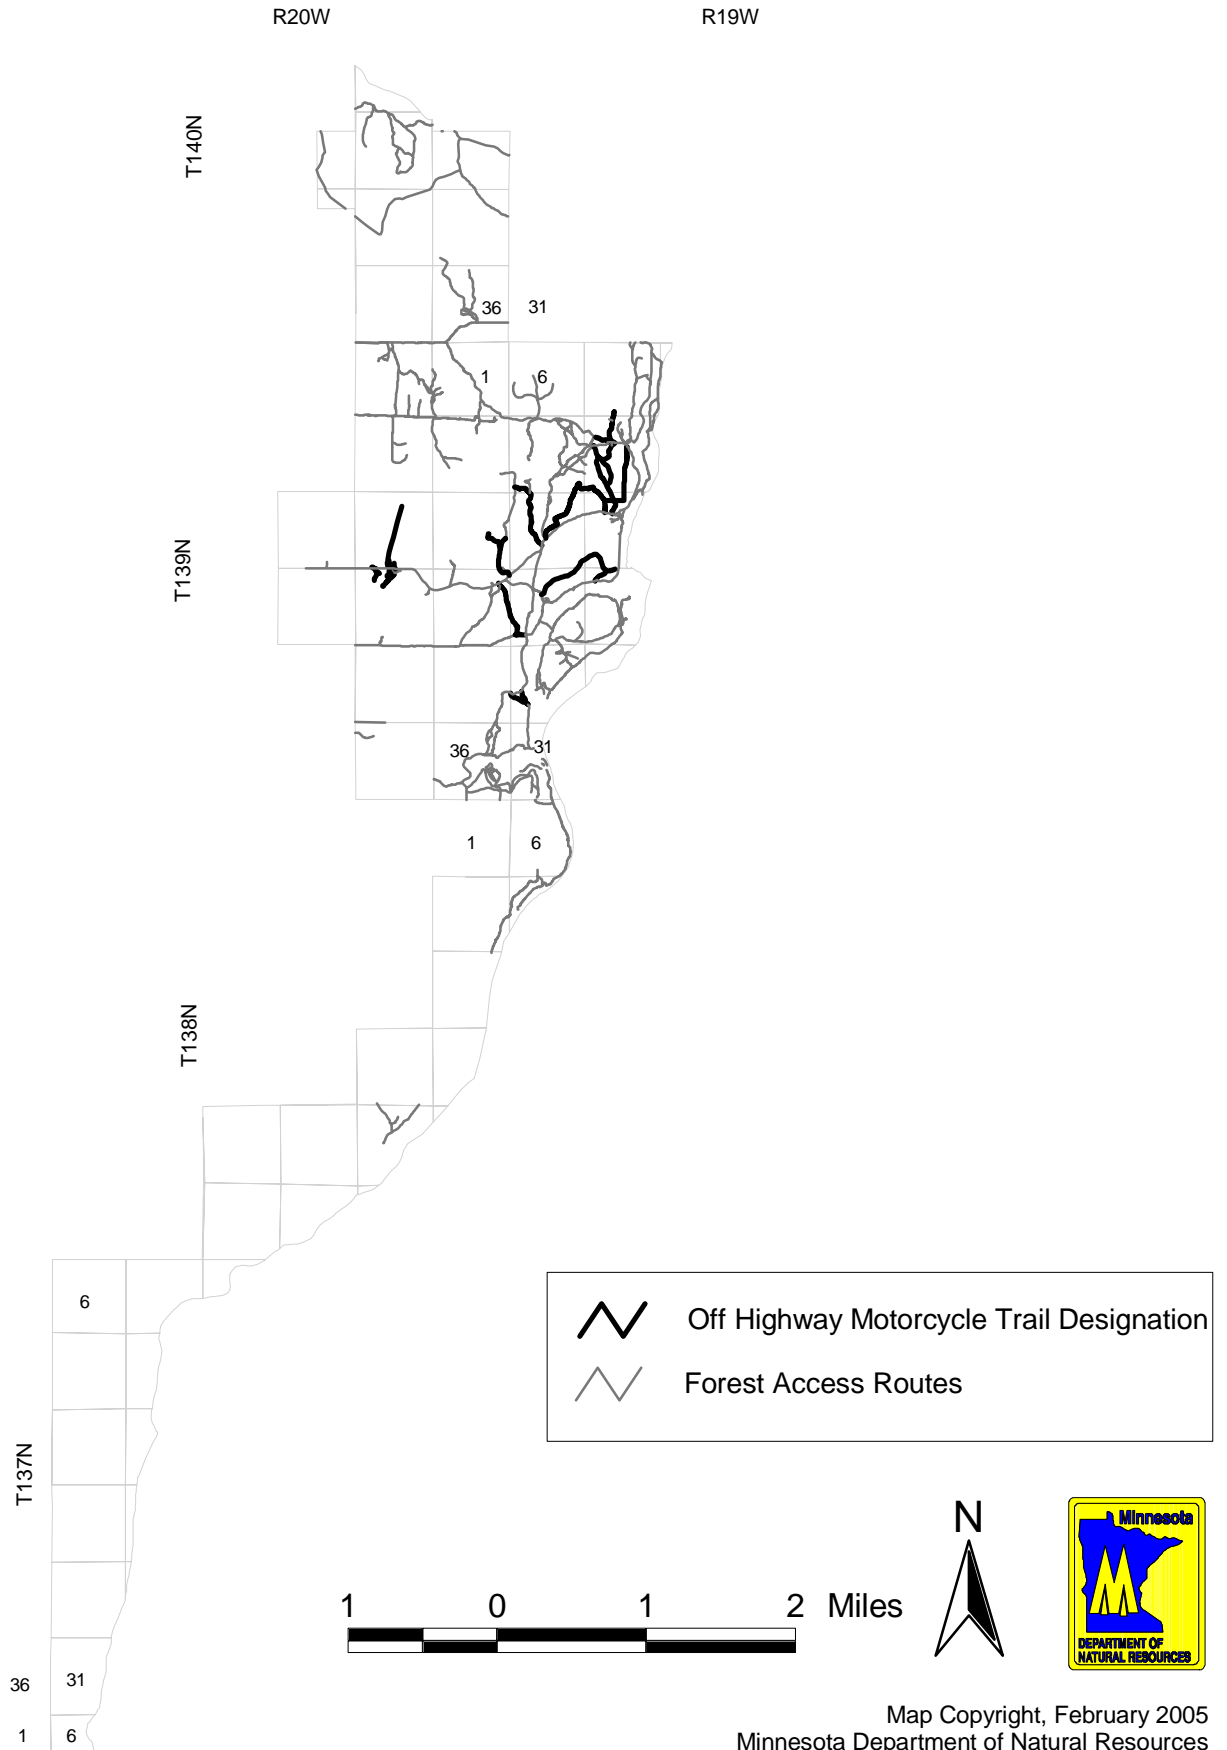 R20W R19W
T140N
36 31
1 6
T139N
36 31
1 6
T138N
6
Off Highway Motorcycle Trail Designation
Forest Access Routes
T137N
N
Minnesota
DEPARTMENT OF
NATURAL RESOURCES
1 0 1 2 Miles
36 31
1 6
Map Copyright, February 2005
Minnesota Department of Natural Resources